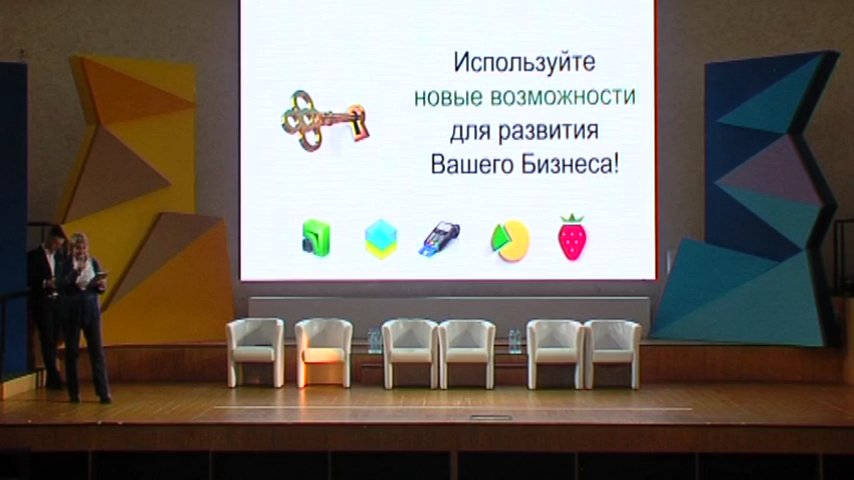 Используйте
новые возможности
для развития
Вашего Бизнеса!